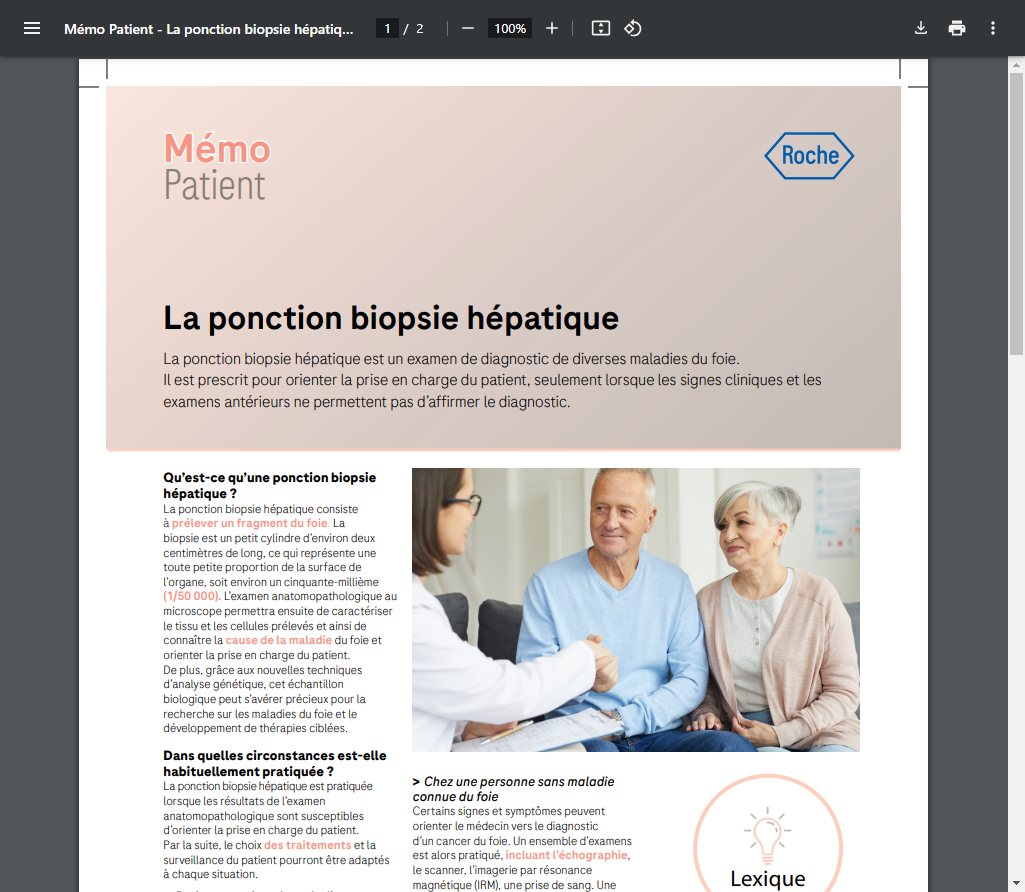 Mémo Patient - La ponction biopsie hépatiq...
1 / 2
100%
Mémo
Patient
Roche
La ponction biopsie hépatique
La ponction biopsie hépatique est un examen de diagnostic de diverses maladies du foie.
Il est prescrit pour orienter la prise en charge du patient, seulement lorsque les signes cliniques et les
examens antérieurs ne permettent pas d’affirmer le diagnostic.
Qu’est-ce qu’une ponction biopsie
hépatique ?
La ponction biopsie hépatique consiste
à prélever un fragment du foie. La
biopsie est un petit cylindre d’environ deux
centimètres de long, ce qui représente une
toute petite proportion de la surface de
l’organe, soit environ un cinquante-millième
(1/50 000). L’examen anatomopathologique au
microscope permettra ensuite de caractériser
le tissu et les cellules prélevés et ainsi de
connaître la cause de la maladie du foie et
orienter la prise en charge du patient.
De plus, grâce aux nouvelles techniques
d’analyse génétique, cet échantillon
biologique peut s’avérer précieux pour la
recherche sur les maladies du foie et le
développement de thérapies ciblées.
Dans quelles circonstances est-elle
habituellement pratiquée ?
La ponction biopsie hépatique est pratiquée
lorsque les résultats de l’examen
anatomopathologique sont susceptibles
d’orienter la prise en charge du patient.
Par la suite, le choix des traitements et la
surveillance du patient pourront être adaptés
à chaque situation.
> Chez une personne sans maladie
connue du foie
Certains signes et symptômes peuvent
orienter le médecin vers le diagnostic
d’un cancer du foie. Un ensemble d’examens
est alors pratiqué, incluant l’échographie,
le scanner, l’imagerie par résonance
magnétique (IRM), une prise de sang. Une
Lexique